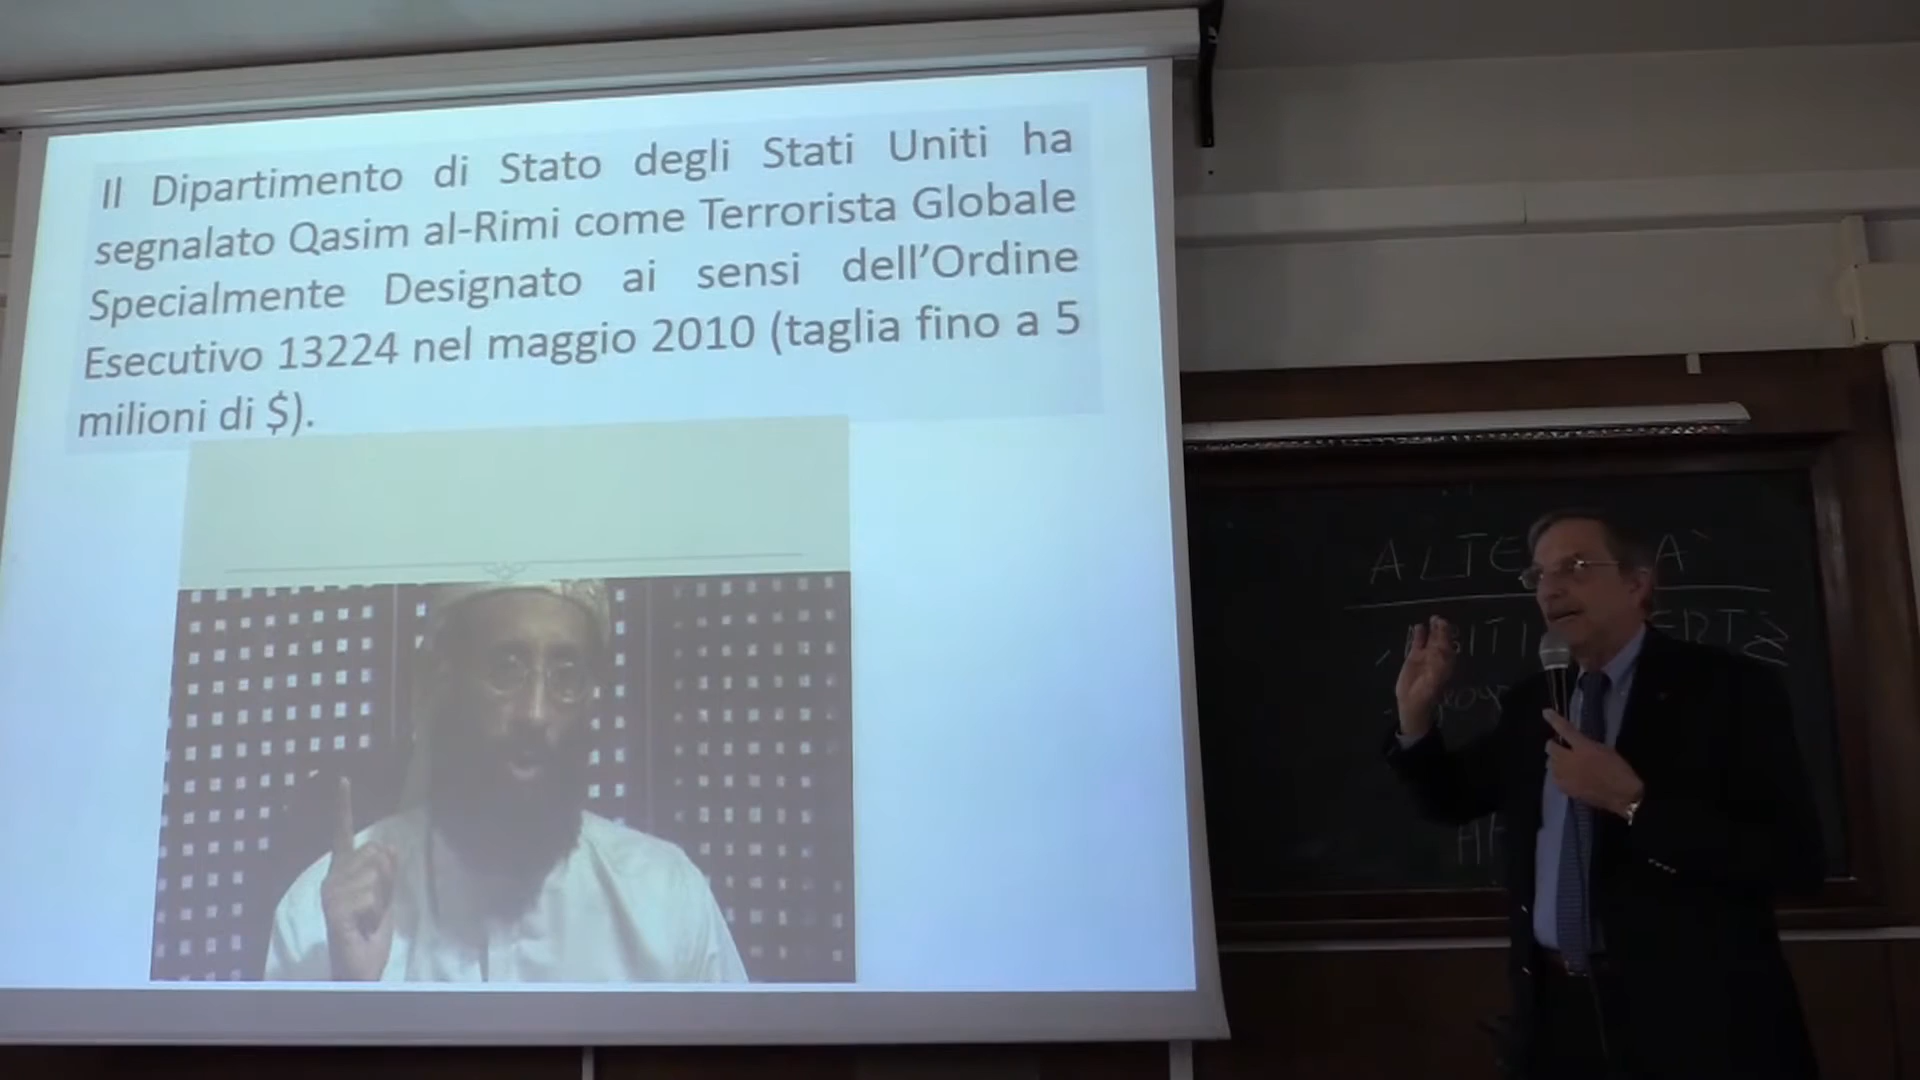 Il Dipartimento di Stato degli Stati Uniti ha
segnalato Qasim al-Rimi come Terrorista Globale
Specialmente Designato ai sensi dell’Ordine
Esecutivo 13224 nel maggio 2010 (taglia fino a 5
milioni di $).